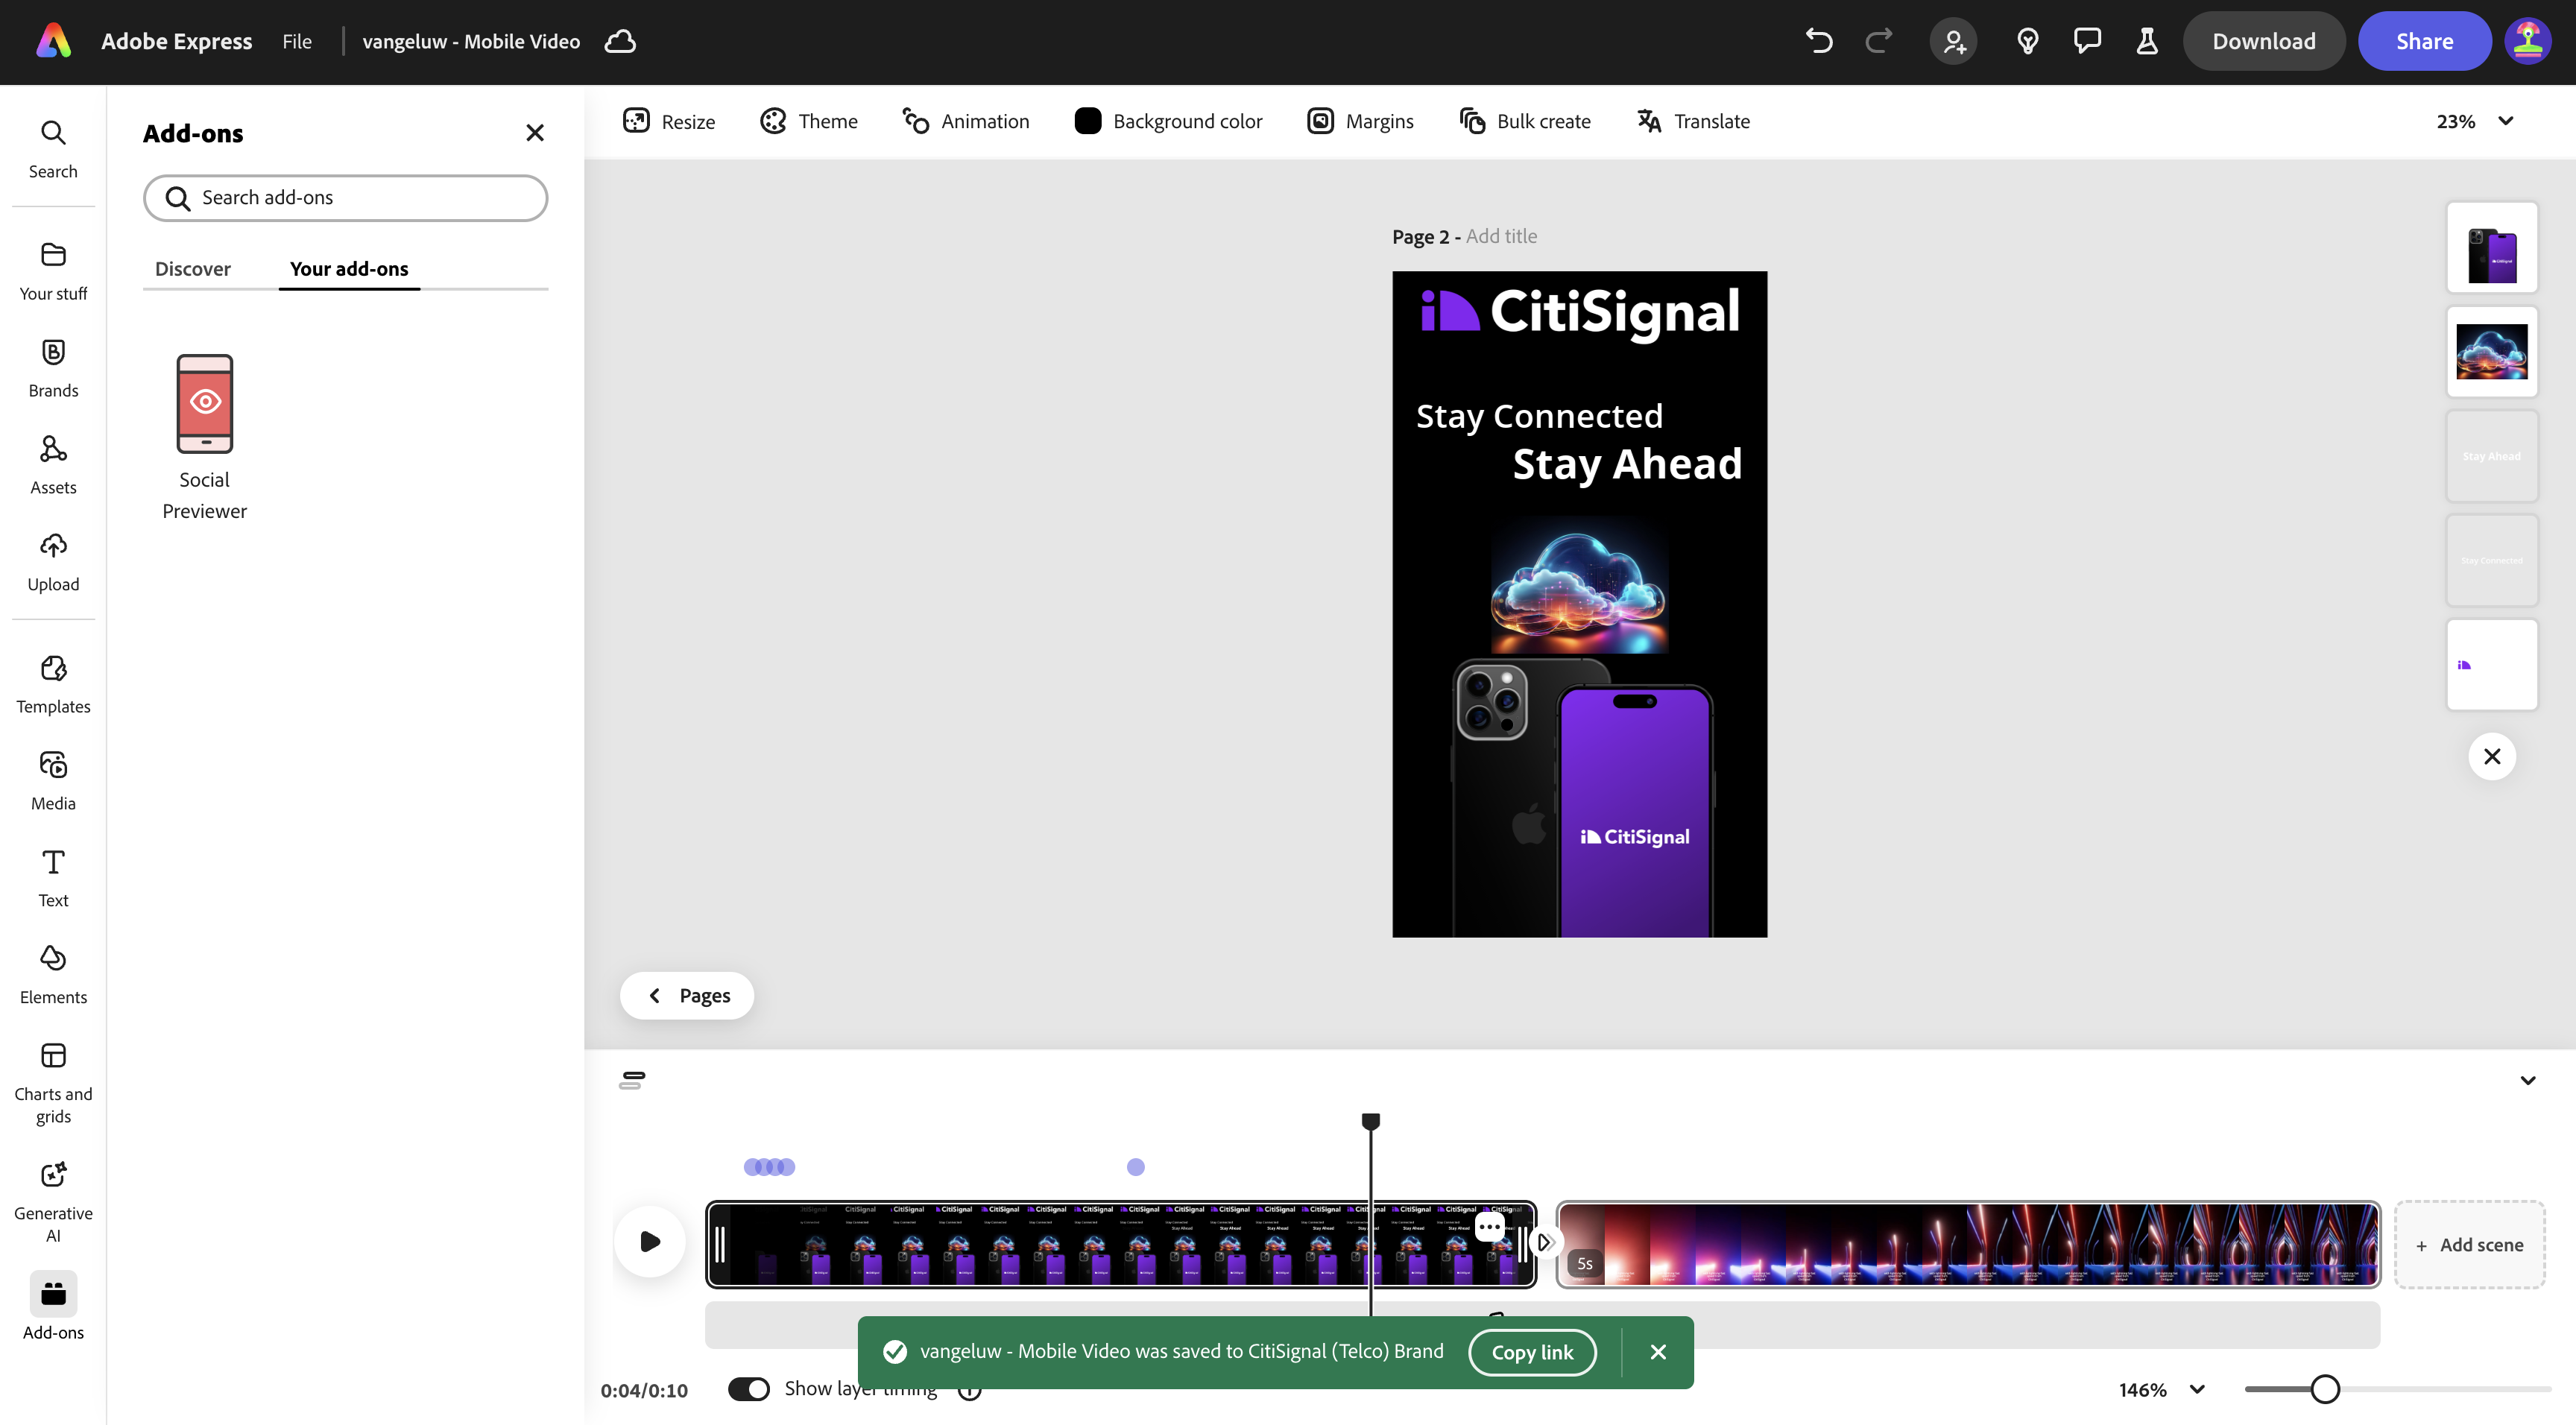 Adobe Express
File
vangeluw - Mobile Video
Download
Share
Search
Your stuff
Brands
Assets
Upload
Templates
Media
Text
Elements
Charts and
grids
Generative
AI
Add-ons
Add-ons
Search add-ons
Discover
Your add-ons
Social
Previewer
Resize
Theme
Animation
Background color
Margins
Bulk create
Translate
23%
Page 2 - Add title
CitiSignal
Stay Connected
Stay Ahead
CitiSignal
Stay Ahead
Stay Connected
Pages
5s
+ Add scene
vangeluw - Mobile Video was saved to CitiSignal (Telco) Brand
Copy link
0:04/0:10
Show layer timing
146%